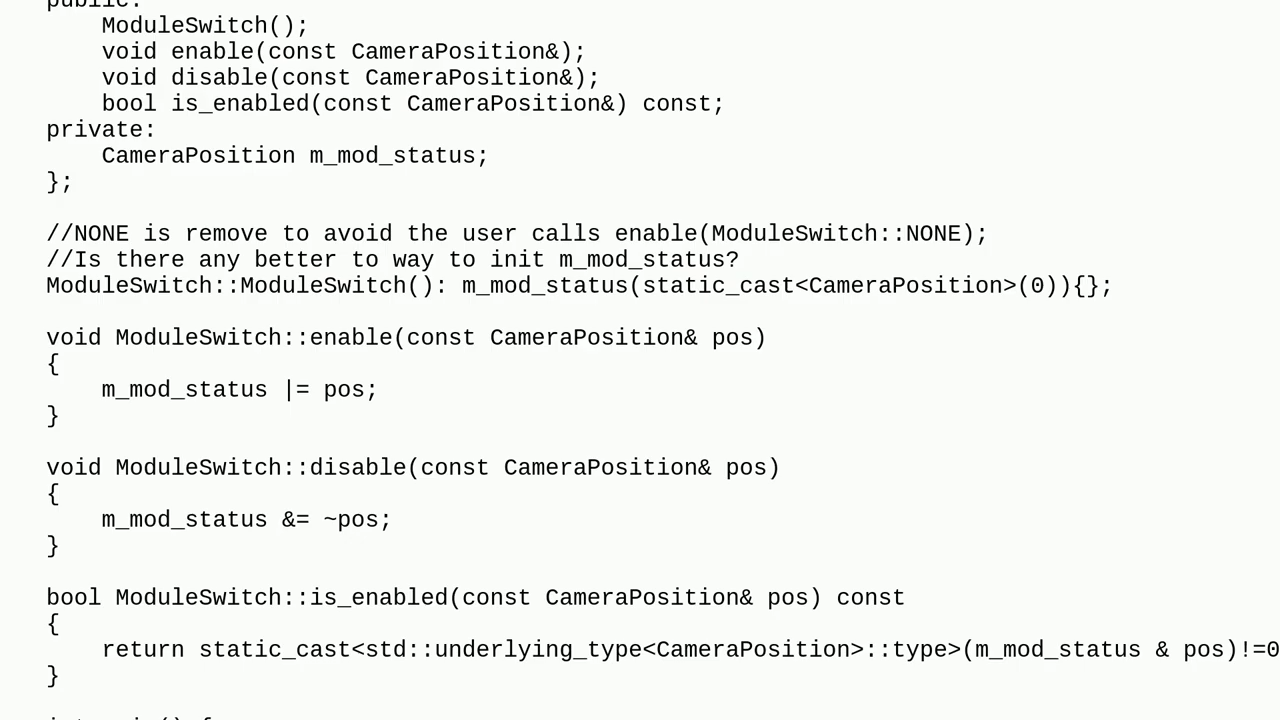 public:
    ModuleSwitch();
    void enable(const CameraPosition&);
    void disable(const CameraPosition&);
    bool is_enabled(const CameraPosition&) const;
private:
    CameraPosition m_mod_status;
};

//NONE is remove to avoid the user calls enable(ModuleSwitch::NONE);
//Is there any better to way to init m_mod_status?
ModuleSwitch::ModuleSwitch(): m_mod_status(static_cast<CameraPosition>(0)){};

void ModuleSwitch::enable(const CameraPosition& pos)
{
    m_mod_status |= pos;
}

void ModuleSwitch::disable(const CameraPosition& pos)
{
    m_mod_status &= ~pos;
}

bool ModuleSwitch::is_enabled(const CameraPosition& pos) const
{
    return static_cast<std::underlying_type<CameraPosition>::type>(m_mod_status & pos)!=0
}